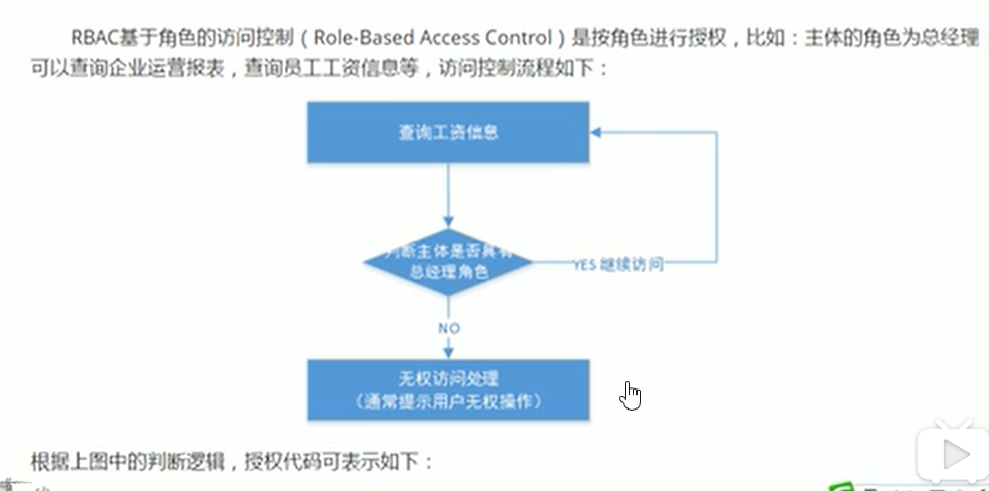 RBAC基于角色的访问控制（Role-Based Access Control）是按角色进行授权，比如：主体的角色为总经理
可以查询企业运营报表，查询员工工资信息等，访问控制流程如下：
查询工资信息
判断主体是否具有
总经理角色
YES 继续访问
NO
无权访问处理
（通常提示用户无权操作）
根据上图中的判断逻辑，授权代码可表示如下：